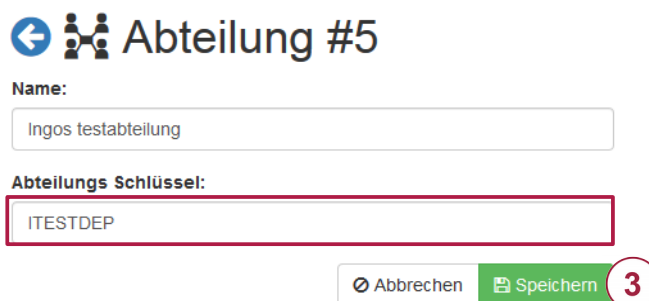 Abteilung #5
Name:
Ingos testabteilung
Abteilungs Schlüssel:
ITESTDEP
Abbrechen Speichern 3